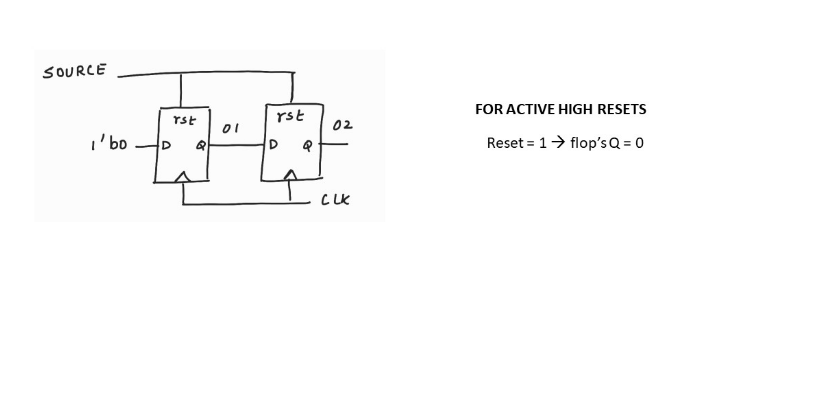 SOURCE
rst
rst
1'b0
D
Q
O1
D
Q
O2
CLK
FOR ACTIVE HIGH RESETS
Reset = 1 → flop's Q = 0